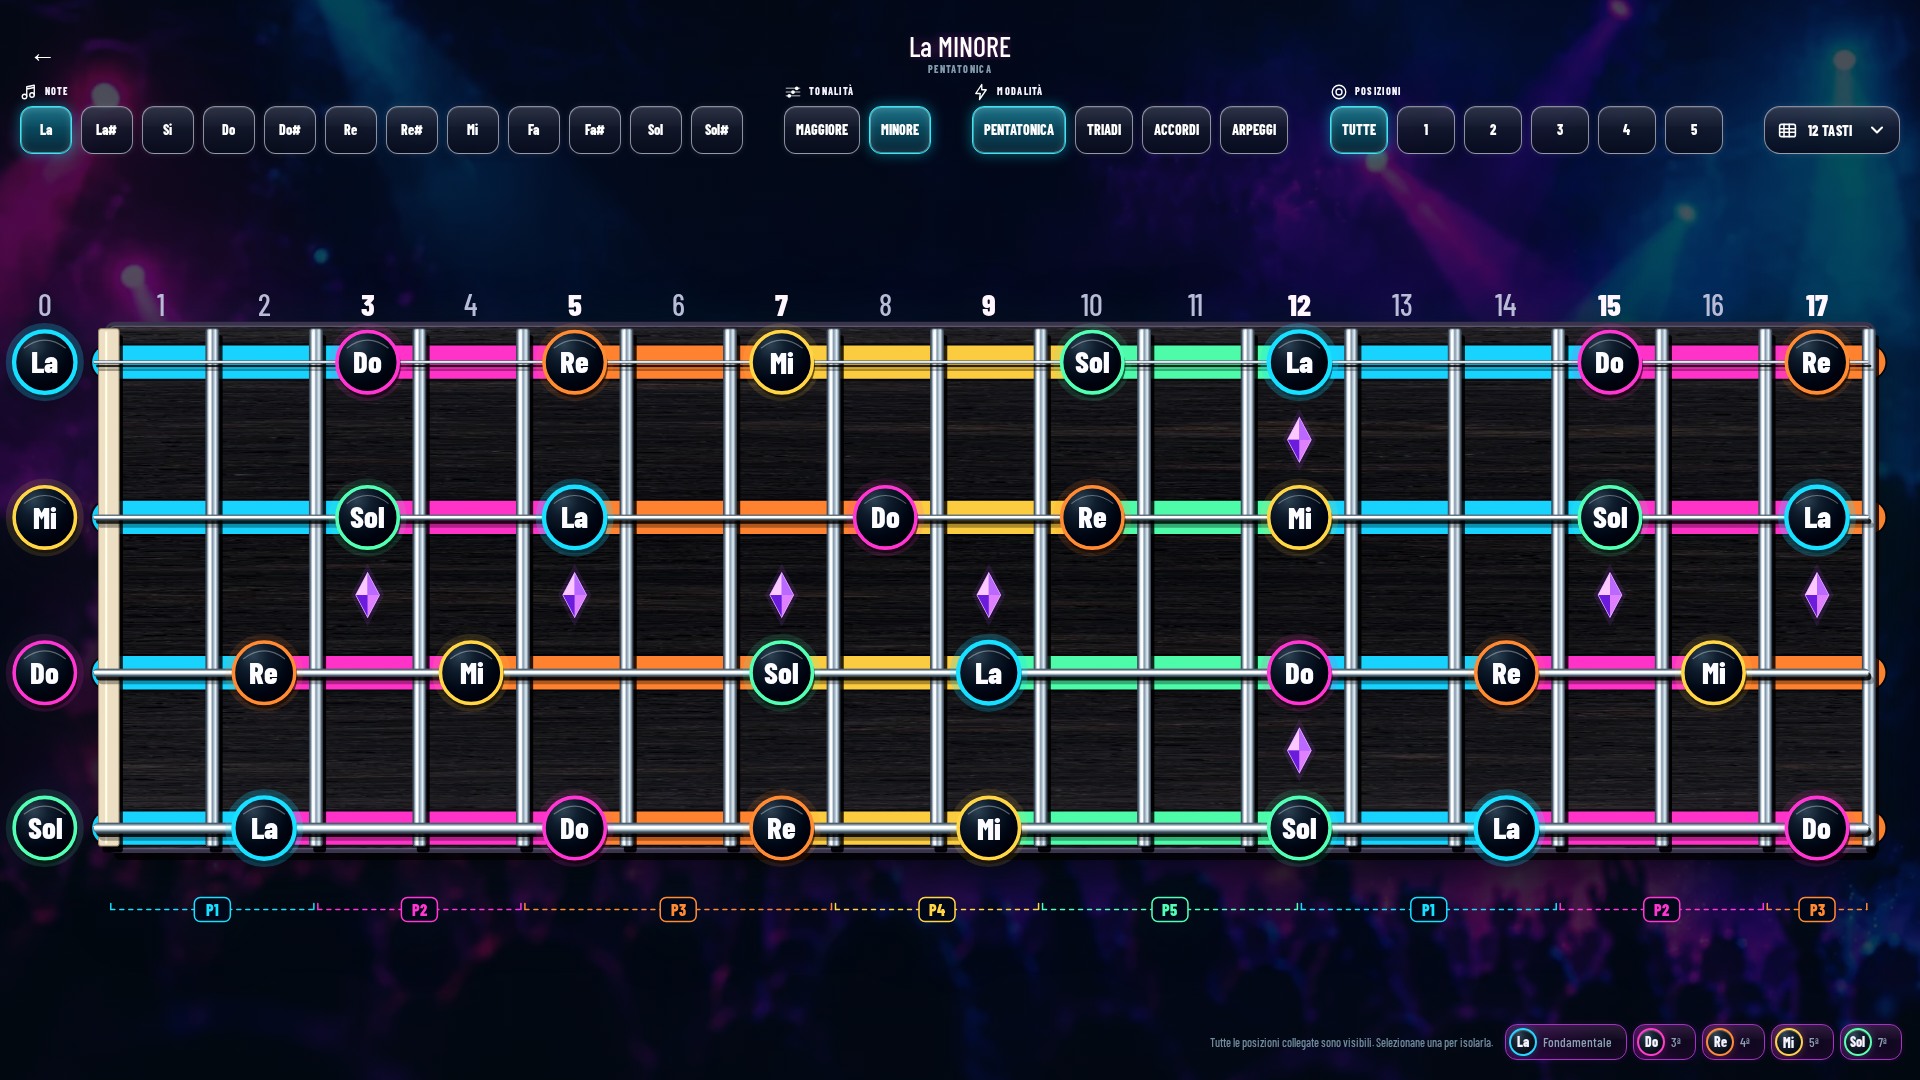 ←
La MINORE
PENTATONICA
NOTE
TONALITÀ
MODALITÀ
POSIZIONI
La La# Si Do Do# Re Re# Mi Fa Fa# Sol Sol# MAGGIORE MINORE PENTATONICA TRIADI ACCORDI ARPEGGI TUTTE 1 2 3 4 5 12 TASTI
0 1 2 3 4 5 6 7 8 9 10 11 12 13 14 15 16 17
La Do Re Mi Sol La Do Re
Mi Sol La Do Re Mi Sol La
Do Re Mi Sol La Do Re Mi
Sol La Do Re Mi Sol La Do
P1 P2 P3 P4 P5 P1 P2 P3
Tutte le posizioni collegate sono visibili. Selezionane una per isolarla. La Fondamentale Do 3ª Re 4ª Mi 5ª Sol 7ª